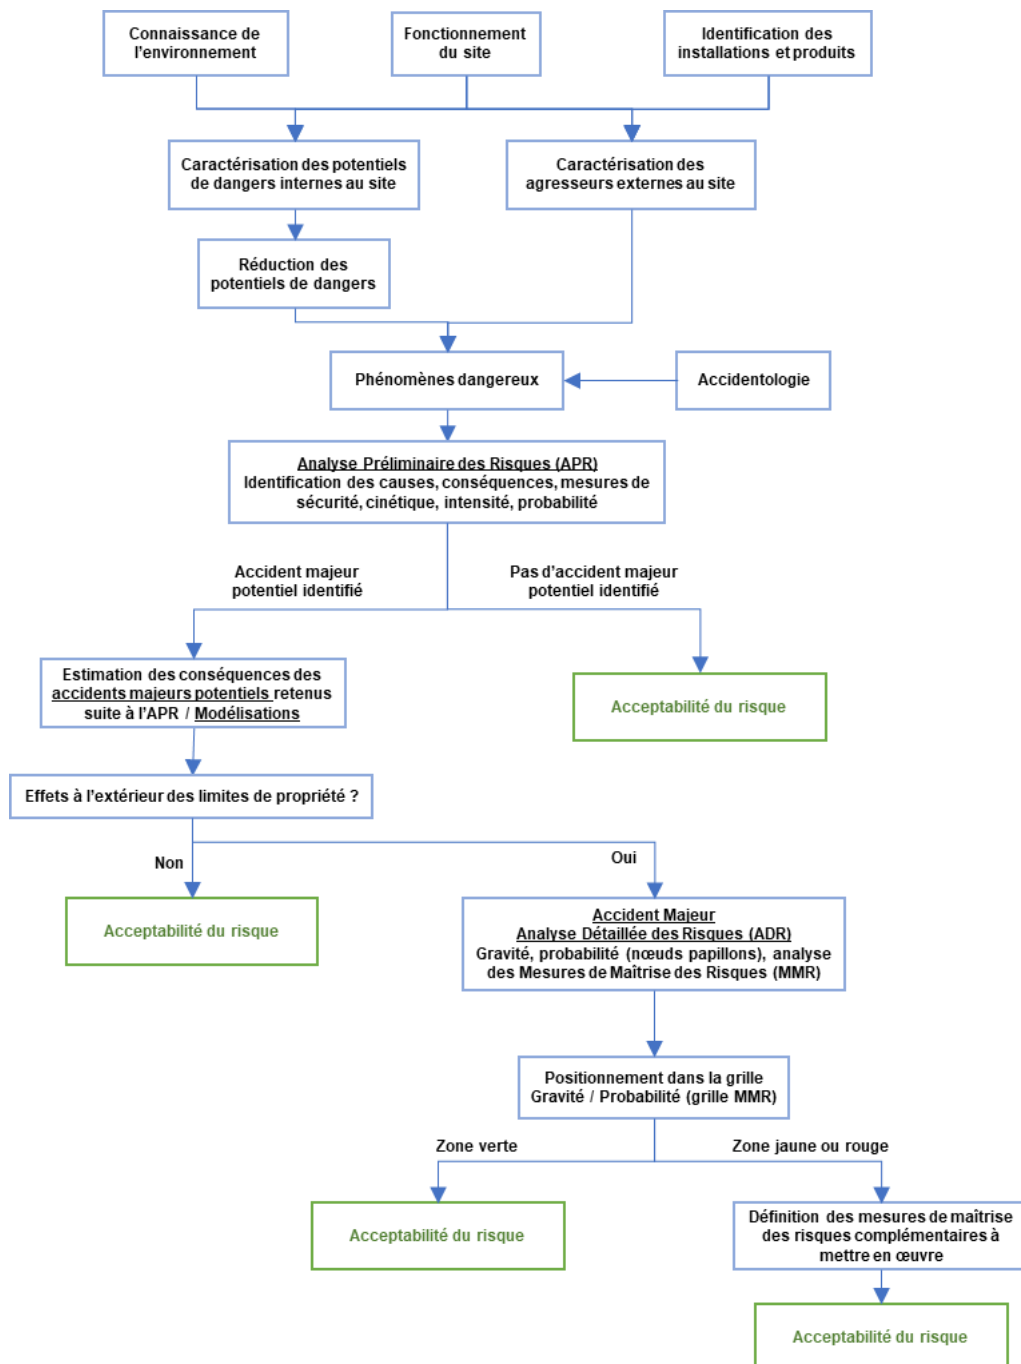 Connaissance de
l'environnement
Fonctionnement
du site
Identification des
installations et produits
Caractérisation des potentiels
de dangers internes au site
Caractérisation des
agresseurs externes au site
Réduction des
potentiels de dangers
Phénomènes dangereux
Accidentologie
Analyse Préliminaire des Risques (APR)
Identification des causes, conséquences, mesures de
sécurité, cinétique, intensité, probabilité
Accident majeur
potentiel identifié
Pas d'accident majeur
potentiel identifié
Estimation des conséquences des
accidents majeurs potentiels retenus
suite à l'APR / Modélisations
Acceptabilité du risque
Effets à l'extérieur des limites de propriété ?
Non
Oui
Acceptabilité du risque
Accident Majeur
Analyse Détaillée des Risques (ADR)
Gravité, probabilité (nœuds papillons), analyse
des Mesures de Maîtrise des Risques (MMR)
Positionnement dans la grille
Gravité / Probabilité (grille MMR)
Zone verte
Zone jaune ou rouge
Acceptabilité du risque
Définition des mesures de maîtrise
des risques complémentaires à
mettre en œuvre
Acceptabilité du risque